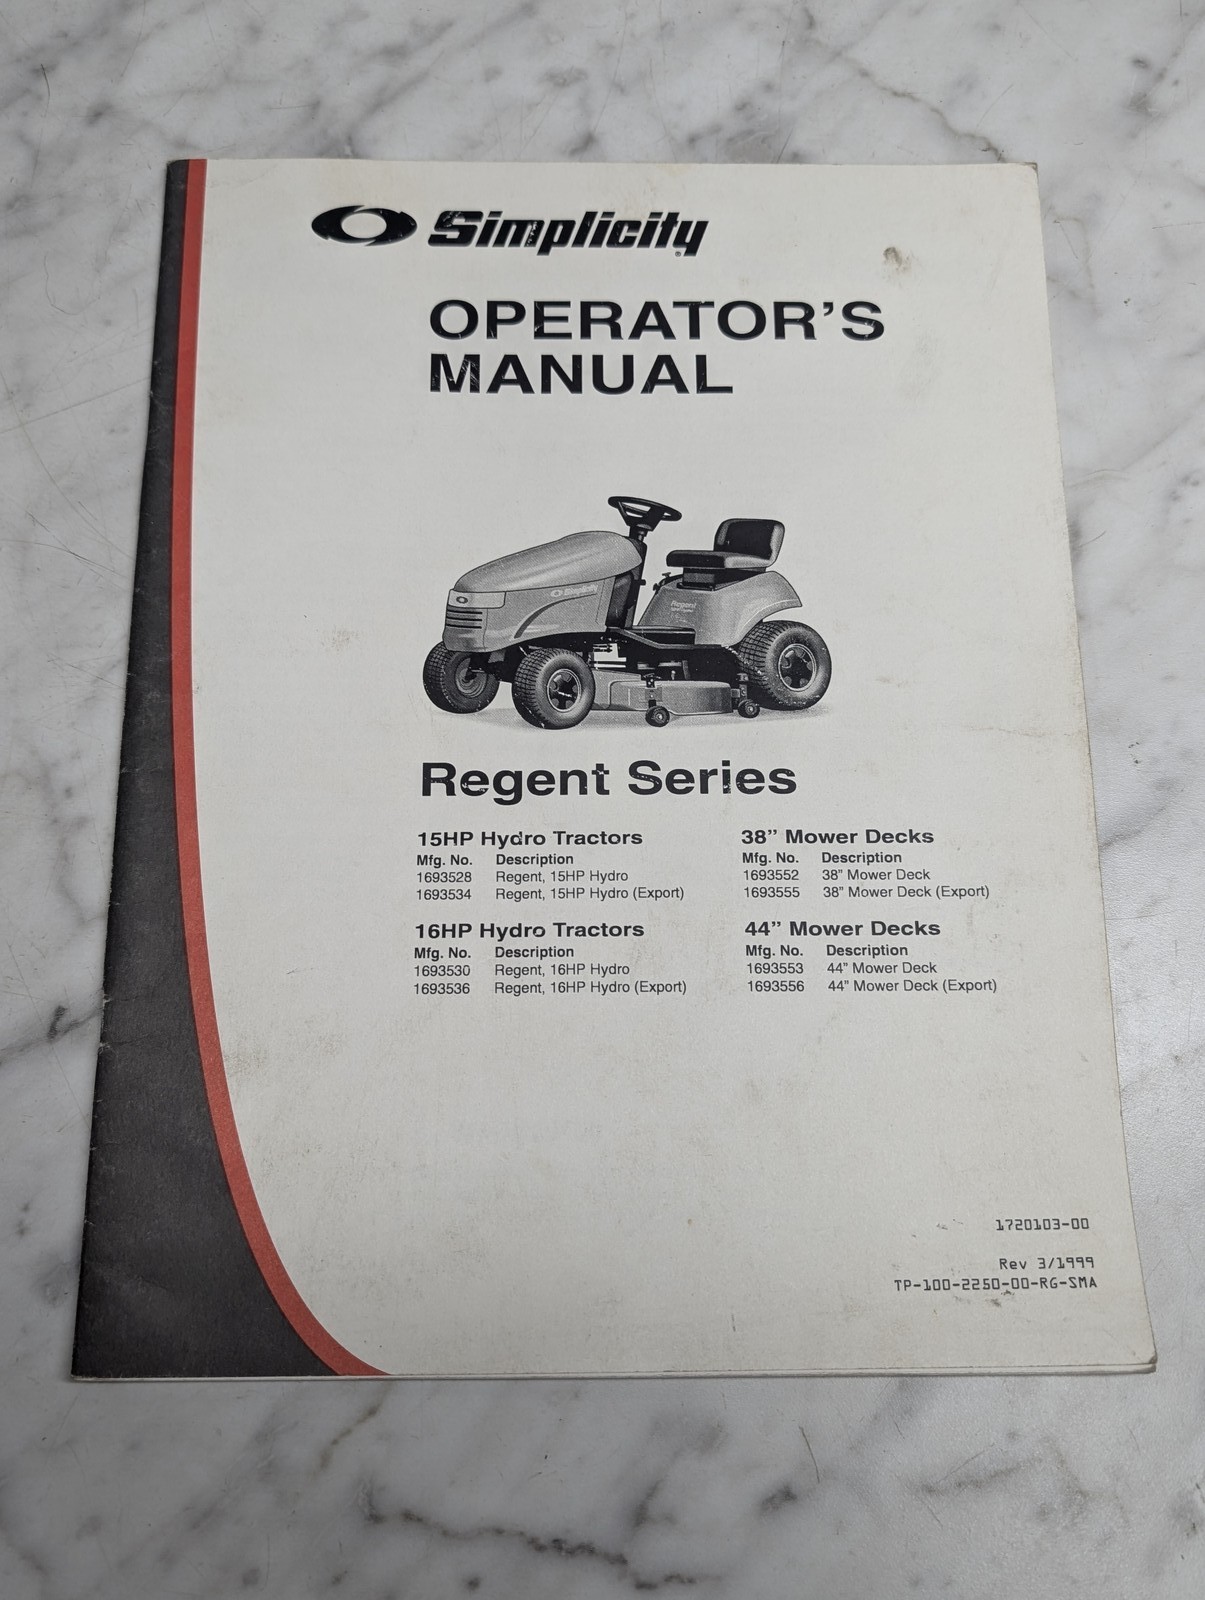 Simplicity®
OPERATOR'S
MANUAL
Simplicity
Regent
Regent Series
15HP Hydro Tractors
Mfg. No. Description
1693528 Regent, 15HP Hydro
1693534 Regent, 15HP Hydro (Export)
16HP Hydro Tractors
Mfg. No. Description
1693530 Regent, 16HP Hydro
1693536 Regent, 16HP Hydro (Export)
38” Mower Decks
Mfg. No. Description
1693552 38” Mower Deck
1693555 38” Mower Deck (Export)
44” Mower Decks
Mfg. No. Description
1693553 44” Mower Deck
1693556 44” Mower Deck (Export)
1720103-00
Rev 3/1999
TP-100-2250-00-RG-SMA